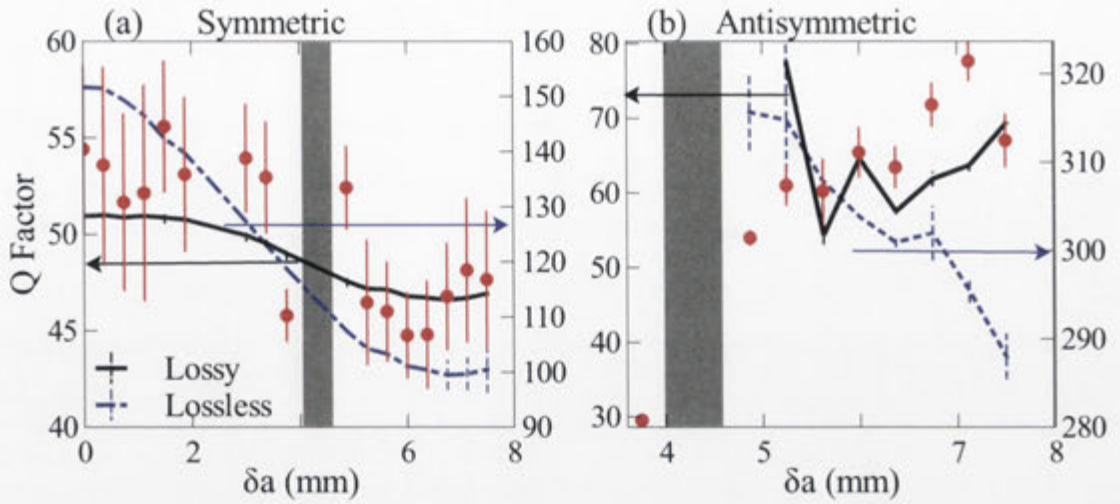 (a) Symmetric
(b) Antisymmetric
60
55
50
45
40
160
150
140
130
120
110
100
90
80
70
60
50
40
30
320
310
300
290
280
Q Factor
Lossy
Lossless
0 2 4 6 8
4 5 6 7 8
δa (mm)
δa (mm)